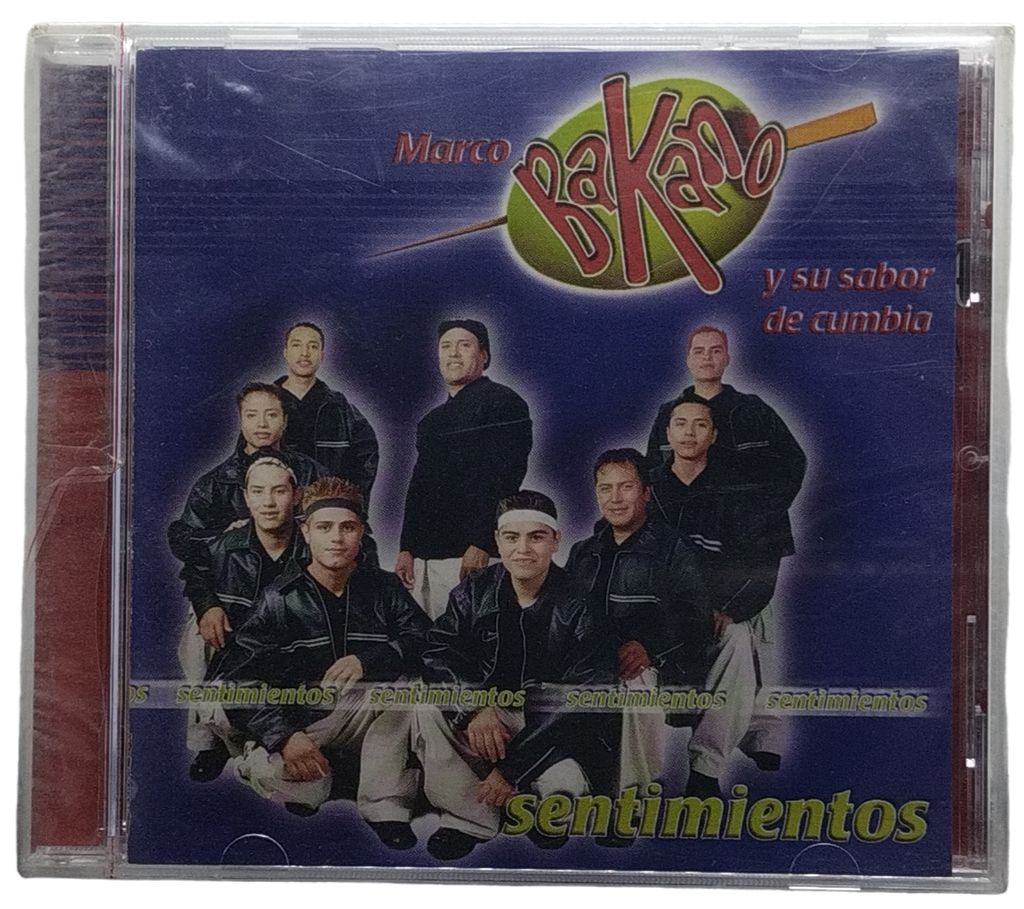 Marco
BaKano
y su sabor
de cumbia
os sentimientos sentimientos sentimientos sentimientos
sentimientos